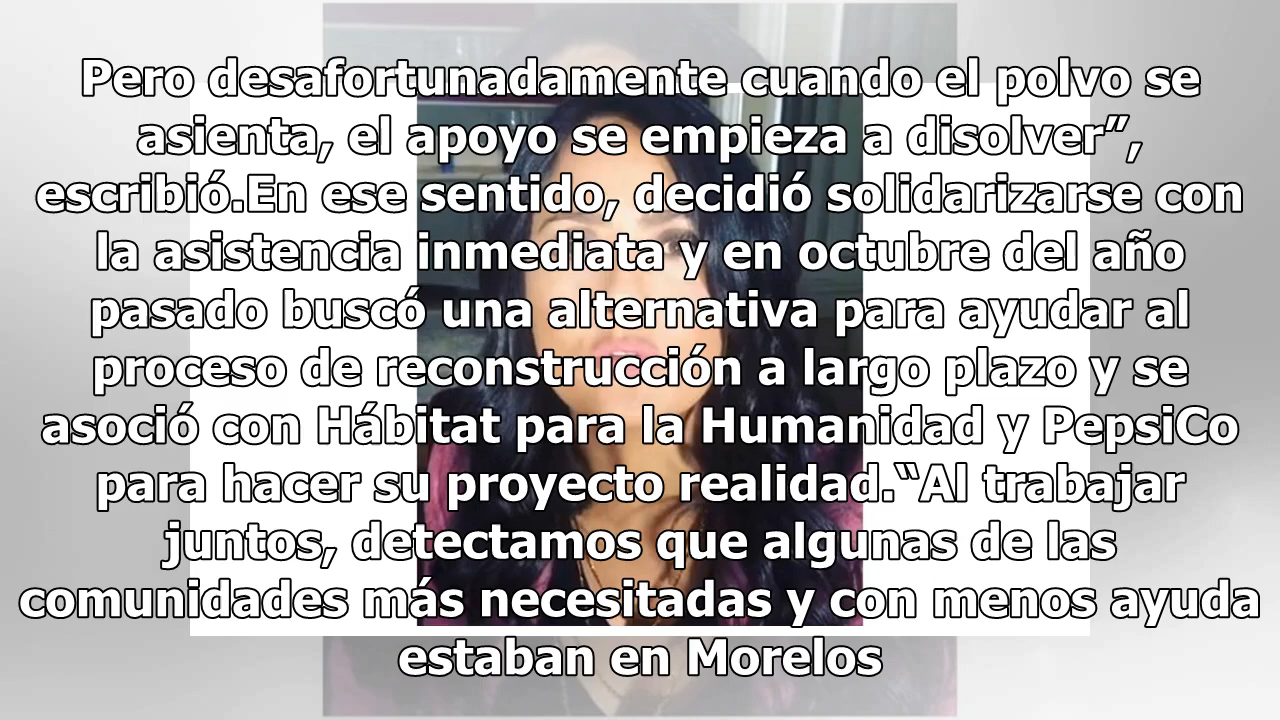 Pero desafortunadamente cuando el polvo se
asienta, el apoyo se empieza a disolver”,
escribió.En ese sentido, decidió solidarizarse con
la asistencia inmediata y en octubre del año
pasado buscó una alternativa para ayudar al
proceso de reconstrucción a largo plazo y se
asoció con Hábitat para la Humanidad y PepsiCo
para hacer su proyecto realidad.“Al trabajar
juntos, detectamos que algunas de las
comunidades más necesitadas y con menos ayuda
estaban en Morelos